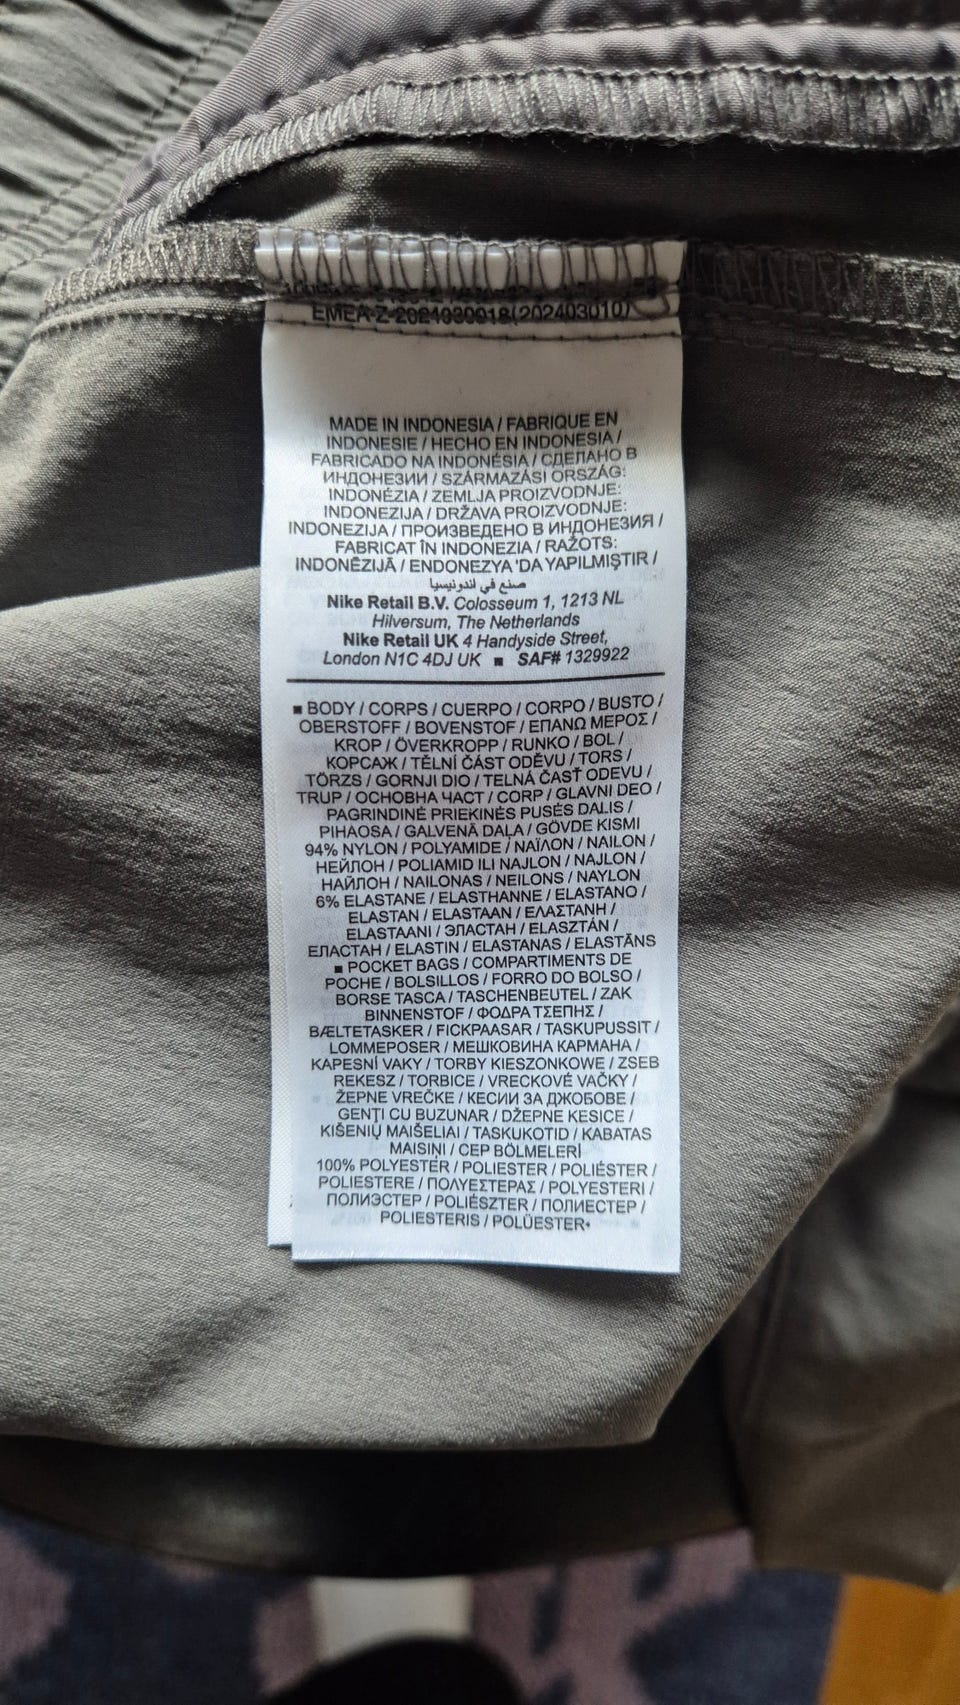 EMEA-Z-2021030918(202403010)
MADE IN INDONESIA / FABRIQUE EN
INDONESIE / HECHO EN INDONESIA /
FABRICADO NA INDONÉSIA / СДЕЛАНО В
ИНДОНЕЗИИ / SZÁRMAZÁSI ORSZÁG:
INDONÉZIA / ZEMLJA PROIZVODNJE:
INDONEZIJA / DRŽAVA PROIZVODNJE:
INDONEZIJA / ПРОИЗВЕДЕНО В ИНДОНЕЗИЯ /
FABRICAT ÎN INDONEZIA / RAŽOTS:
INDONĒZIJĀ / ENDONEZYA 'DA YAPILMIŞTIR /
صنع في اندونيسيا
Nike Retail B.V. Colosseum 1, 1213 NL
Hilversum, The Netherlands
Nike Retail UK 4 Handyside Street,
London N1C 4DJ UK ■ SAF# 1329922
■ BODY / CORPS / CUERPO / CORPO / BUSTO /
OBERSTOFF / BOVENSTOF / ΕΠΑΝΩ ΜΕΡΟΣ /
KROP / ÖVERKROPP / RUNKO / BOL /
КОРСАЖ / TĚLNÍ ČÁST ODĚVU / TORS /
TÖRZS / GORNJI DIO / TELNÁ ČASŤ ODEVU /
TRUP / ОСНОВНА ЧАСТ / CORP / GLAVNI DEO /
PAGRINDINĖ PRIEKINĖS PUSĖS DALIS /
PIHAOSA / GALVENĀ DAĻA / GÖVDE KISMI
94% NYLON / POLYAMIDE / ΝΑΪΛΟΝ / NAILON /
НЕЙЛОН / POLIAMID ILI NAJLON / NAJLON /
НАЙЛОН / NAILONAS / NEILONS / NAYLON
6% ELASTANE / ELASTHANNE / ELASTANO /
ELASTAN / ELASTAAN / ΕΛΑΣΤΑΝΗ /
ELASTAANI / ЭЛАСТАН / ELASZTÁN /
ЕЛАСТАН / ELASTIN / ELASTANAS / ELASTĀNS
■ POCKET BAGS / COMPARTIMENTS DE
POCHE / BOLSILLOS / FORRO DO BOLSO /
BORSE TASCA / TASCHENBEUTEL / ZAK
BINNENSTOF / ΦΟΔΡΑ ΤΣΕΠΗΣ /
BÆLTETASKER / FICKPAASAR / TASKUPUSSIT /
LOMMEPOSER / МЕШКОВИНА КАРМАНА /
KAPESNÍ VAKY / TORBY KIESZONKOWE / ZSEB
REKESZ / TORBICE / VRECKOVÉ VAČKY /
ŽEPNE VREČKE / КЕСИИ ЗА ДЖОБОВЕ /
GENȚI CU BUZUNAR / DŽEPNE KESICE /
KIŠENIŲ MAIŠELIAI / TASKUKOTID / KABATAS
MAISIŅI / CEP BÖLMELERİ
100% POLYESTER / POLIESTER / POLIÉSTER /
POLIESTERE / ΠΟΛΥΕΣΤΕΡΑΣ / POLYESTERI /
ПОЛИЭСТЕР / POLIÉSZTER / ПОЛИЕСТЕР /
POLIESTERIS / POLÜESTER